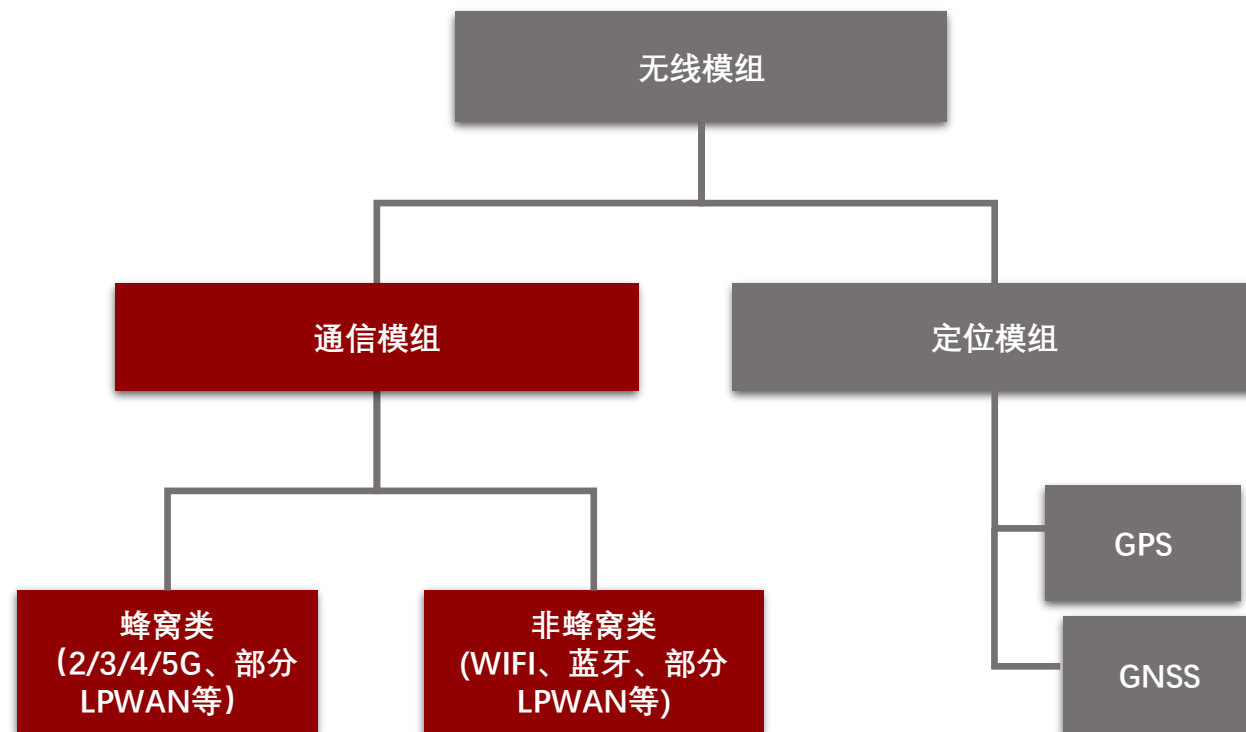 无线模组
通信模组
定位模组
GPS
蜂窝类
（2/3/4/5G、部分
LPWAN等）
非蜂窝类
(WIFI、蓝牙、部分
LPWAN等)
GNSS